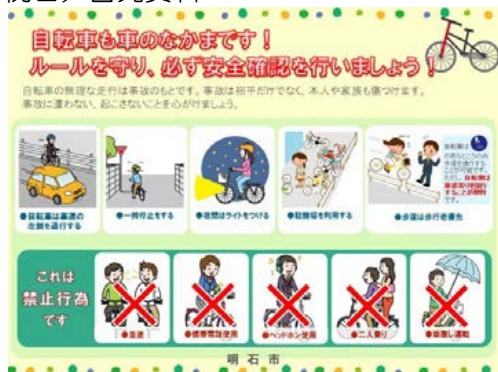 自転車も車のなかまです！
ルールを守り、必ず安全確認を行いましょう！
自転車の無理な走行は事故のもとです。事故は相手だけでなく、本人や家族も傷つけます。
事故に遭わない、起こさないことを心がけましょう。
●自転車は車道の
左側を通行する
●一時停止をする
●夜間はライトをつける
●駐輪場を利用する
●歩道は歩行者優先
これは
禁止行為
です
●並進
●携帯電話使用
●ヘッドホン使用
●二人乗り
●傘差し運転
明石市